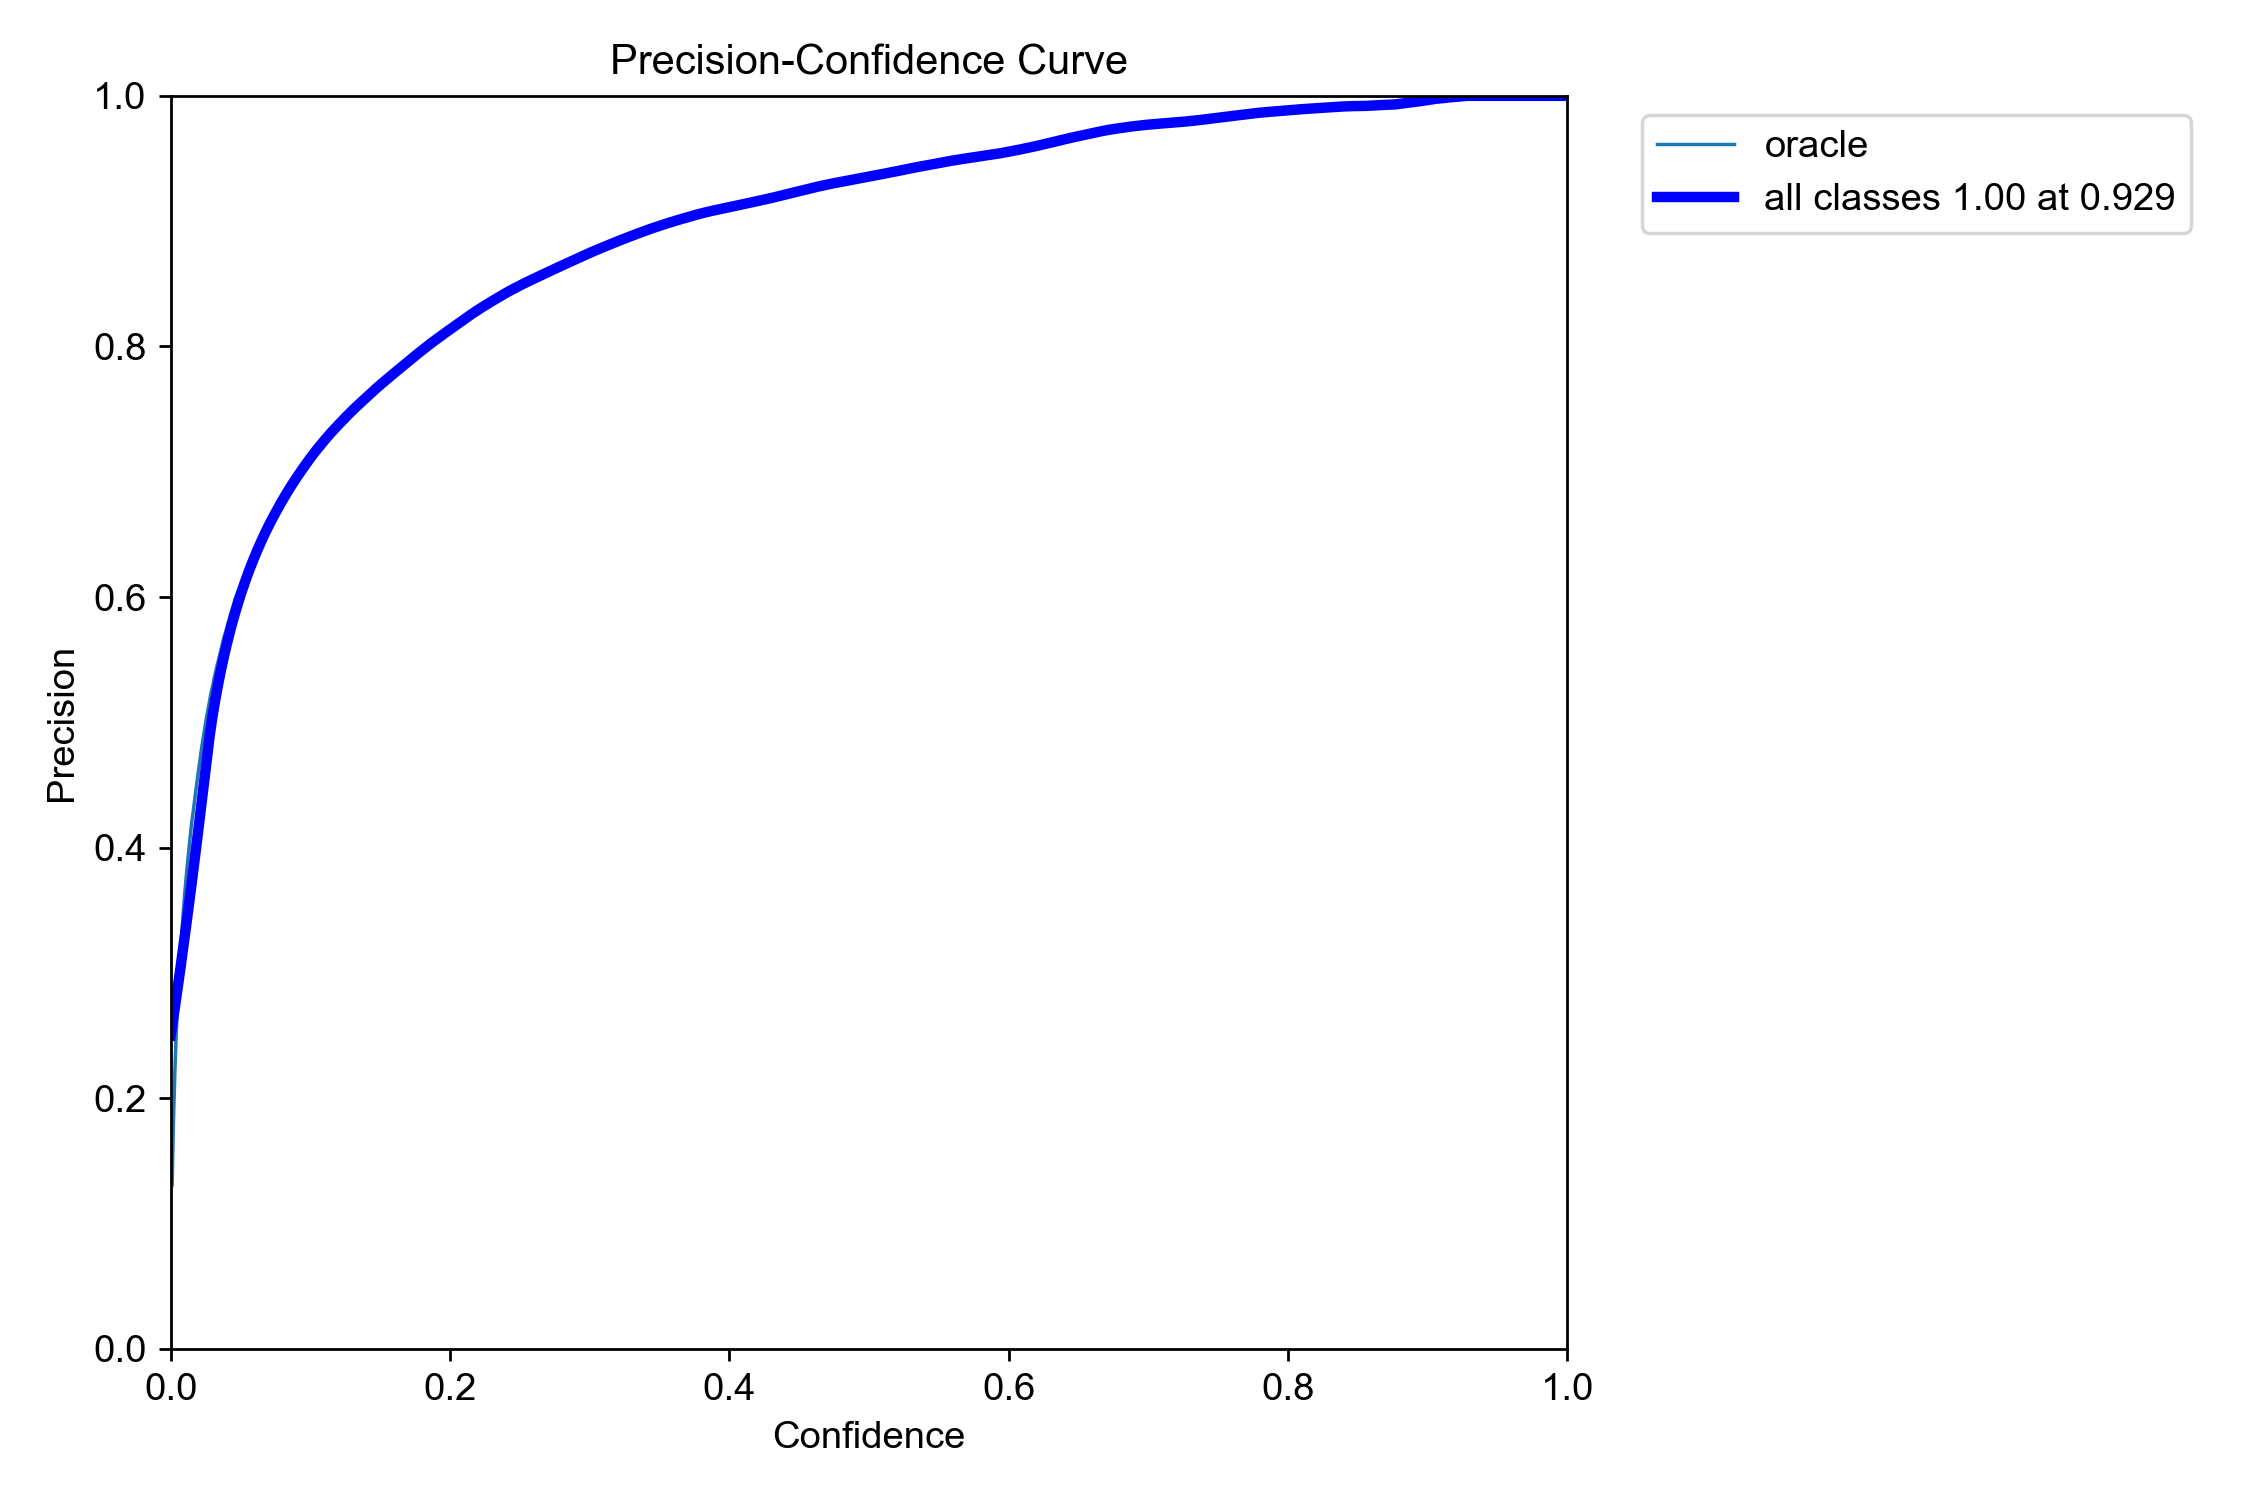 Precision-Confidence Curve
1.0
0.8
0.6
0.4
0.2
0.0
Precision
0.0 0.2 0.4 0.6 0.8 1.0
Confidence
oracle
all classes 1.00 at 0.929